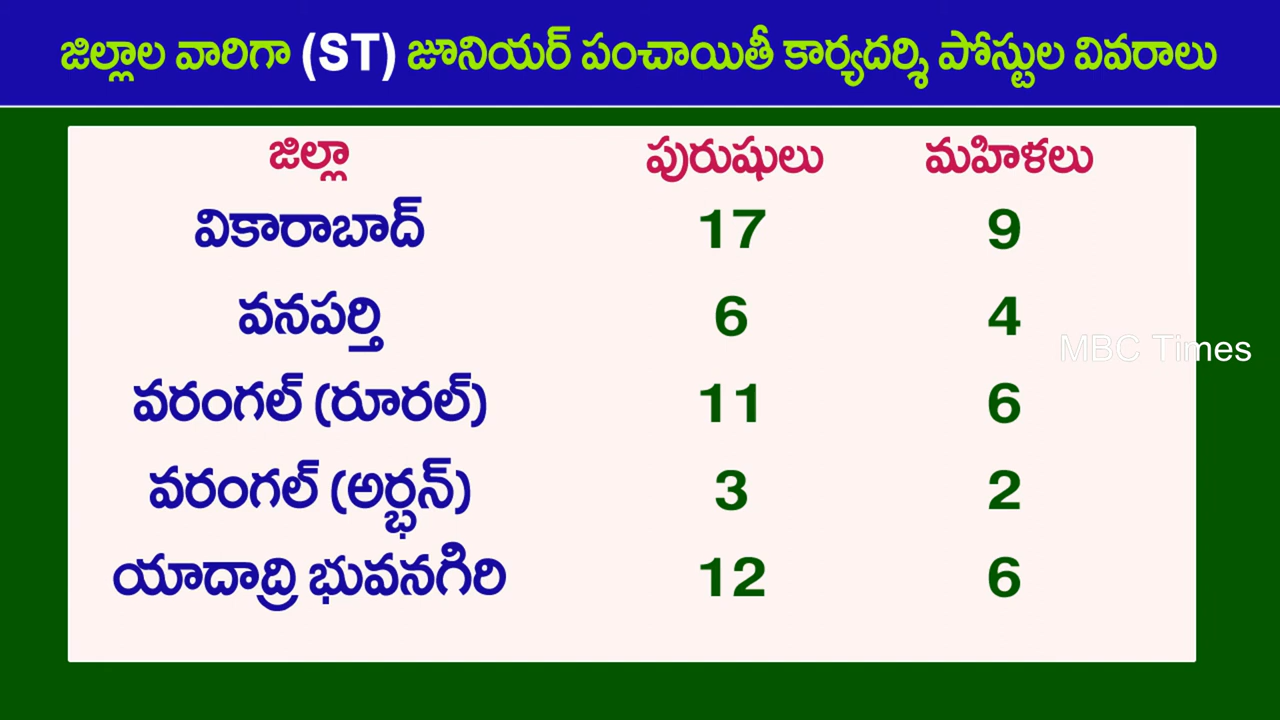 జిల్లాల వారిగా (ST) జూనియర్ పంచాయితీ కార్యదర్శి పోస్టుల వివరాలు
జిల్లా పురుషులు మహిళలు
వికారాబాద్ 17 9
వనపర్తి 6 4
MBC Times
వరంగల్ (రూరల్) 11 6
వరంగల్ (అర్భన్) 3 2
యాదాద్రి భువనగిరి 12 6